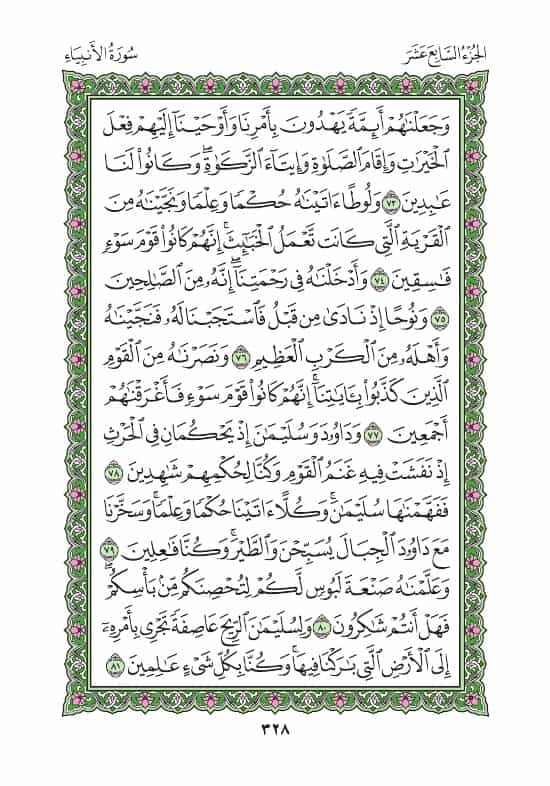 الجُزْءُ السَّابِعَ عَشَرَ
سُورَةُ الأَنبِيَاءِ
وَجَعَلْنَٰهُمْ أَئِمَّةً يَهْدُونَ بِأَمْرِنَا وَأَوْحَيْنَآ إِلَيْهِمْ فِعْلَ
ٱلْخَيْرَٰتِ وَإِقَامَ ٱلصَّلَوٰةِ وَإِيتَآءَ ٱلزَّكَوٰةِۖ وَكَانُوا۟ لَنَا
عَٰبِدِينَ ٧٣ وَلُوطًا ءَاتَيْنَٰهُ حُكْمًا وَعِلْمًا وَنَجَّيْنَٰهُ مِنَ
ٱلْقَرْيَةِ ٱلَّتِى كَانَت تَّعْمَلُ ٱلْخَبَٰٓئِثَۚ إِنَّهُمْ كَانُوا۟ قَوْمَ سَوْءٍ
فَٰسِقِينَ ٧٤ وَأَدْخَلْنَٰهُ فِى رَحْمَتِنَآۖ إِنَّهُۥ مِنَ ٱلصَّٰلِحِينَ
٧٥ وَنُوحًا إِذْ نَادَىٰ مِن قَبْلُ فَٱسْتَجَبْنَا لَهُۥ فَنَجَّيْنَٰهُ
وَأَهْلَهُۥ مِنَ ٱلْكَرْبِ ٱلْعَظِيمِ ٧٦ وَنَصَرْنَٰهُ مِنَ ٱلْقَوْمِ
ٱلَّذِينَ كَذَّبُوا۟ بِـَٔايَٰتِنَآۚ إِنَّهُمْ كَانُوا۟ قَوْمَ سَوْءٍ فَأَغْرَقْنَٰهُمْ
أَجْمَعِينَ ٧٧ وَدَاوُۥدَ وَسُلَيْمَٰنَ إِذْ يَحْكُمَانِ فِى ٱلْحَرْثِ
إِذْ نَفَشَتْ فِيهِ غَنَمُ ٱلْقَوْمِ وَكُنَّا لِحُكْمِهِمْ شَٰهِدِينَ ٧٨
فَفَهَّمْنَٰهَا سُلَيْمَٰنَۚ وَكُلًّا ءَاتَيْنَا حُكْمًا وَعِلْمًاۚ وَسَخَّرْنَا
مَعَ دَاوُۥدَ ٱلْجِبَالَ يُسَبِّحْنَ وَٱلطَّيْرَۚ وَكُنَّا فَٰعِلِينَ ٧٩
وَعَلَّمْنَٰهُ صَنْعَةَ لَبُوسٍ لَّكُمْ لِتُحْصِنَكُم مِّنۢ بَأْسِكُمْۖ
فَهَلْ أَنتُمْ شَٰكِرُونَ ٨٠ وَلِسُلَيْمَٰنَ ٱلرِّيحَ عَاصِفَةً تَجْرِى بِأَمْرِهِۦٓ
إِلَى ٱلْأَرْضِ ٱلَّتِى بَٰرَكْنَا فِيهَاۚ وَكُنَّا بِكُلِّ شَىْءٍ عَٰلِمِينَ ٨١
٣٢٨